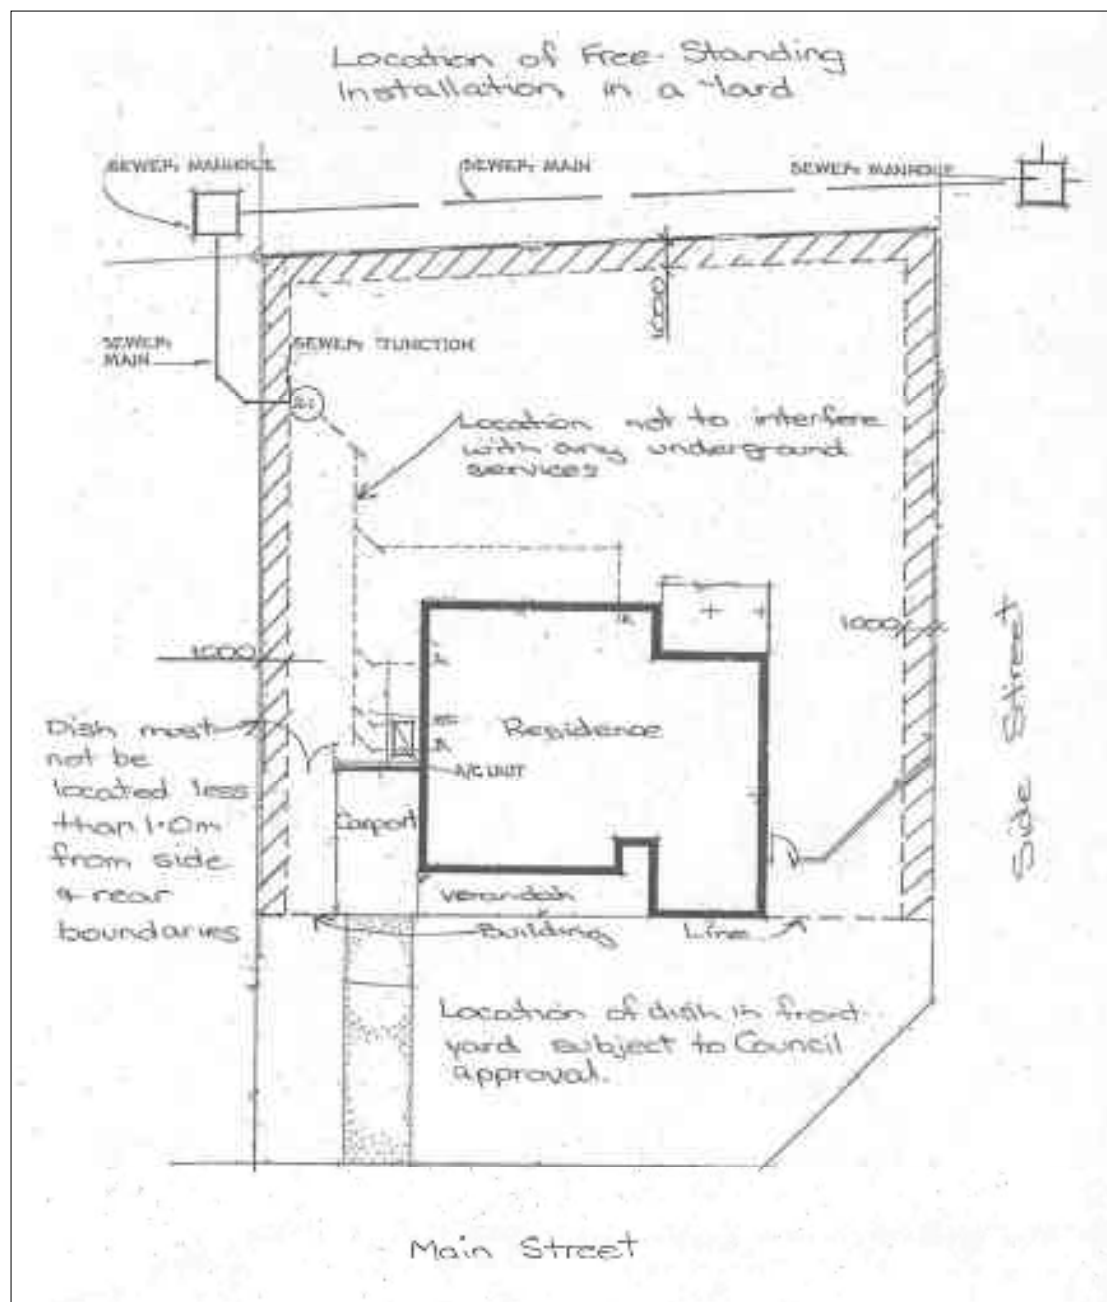 Location of Free-Standing
Installation in a Yard
SEWER MANHOLE
SEWER MAIN
SEWER MANHOLE
1000
SEWER
MAIN
SEWER JUNCTION
Location not to interfere
with any underground
services
1000
1000
Side Street
Dish must
not be
located less
than 1.0m
from side
& rear
boundaries
Residence
A/C UNIT
Carport
Verandah
Building Line
Location of dish in front
yard subject to Council
approval.
Main Street